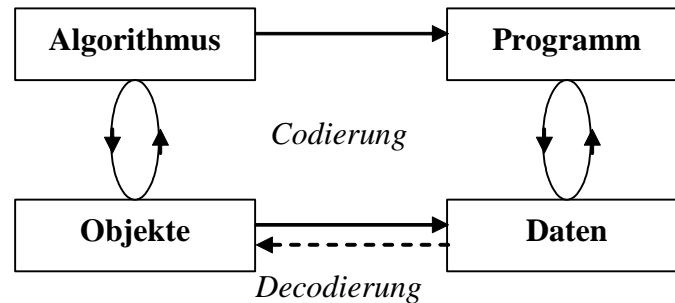 Algorithmus
Programm
Codierung
Objekte
Daten
Decodierung